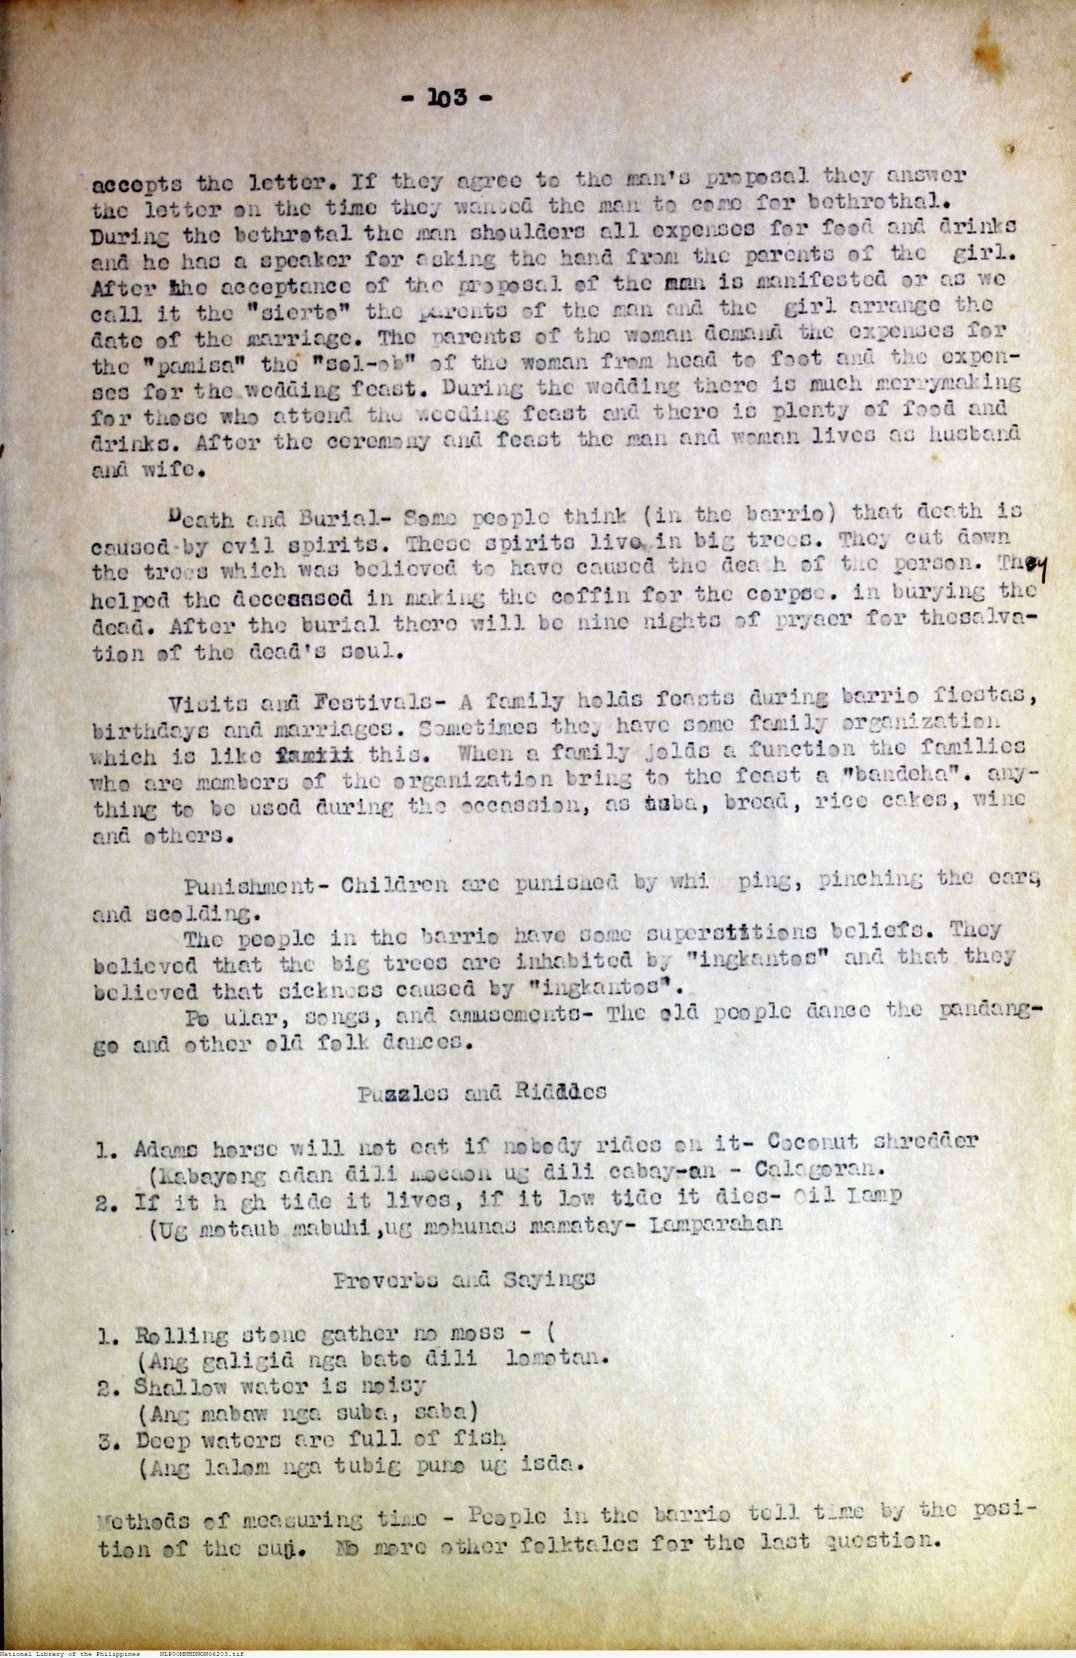 - 103 -
accepts the letter. If they agree to the man's proposal they answer
the letter on the time they wanted the man to come for bethrothal.
During the bethrotal the man shoulders all expenses for food and drinks
and he has a speaker for asking the hand from the parents of the girl.
After the acceptance of the proposal of the man is manifested or as we
call it the "sierto" the parents of the man and the girl arrange the
date of the marriage. The parents of the woman demand the expenses for
the "pamisa" the "sol-ob" of the woman from head to foot and the expen-
ses for the wedding feast. During the wedding there is much merrymaking
for those who attend the weeding feast and there is plenty of food and
drinks. After the ceremony and feast the man and woman lives as husband
and wife.
Death and Burial- Some people think (in the barrio) that death is
caused by evil spirits. These spirits live in big trees. They cut down
the trees which was believed to have caused the dea h of the person. They
helped the deceased in making the coffin for the corpse. in burying the
dead. After the burial there will be nine nights of pryaer for thesalva-
tion of the dead's soul.
Visits and Festivals- A family holds feasts during barrio fiestas,
birthdays and marriages. Sometimes they have some family organization
which is like famili this. When a family jolds a function the families
who are members of the organization bring to the feast a "bandeha". any-
thing to be used during the occassion, as tuba, bread, rice cakes, wine
and others.
Punishment- Children are punished by whi ping, pinching the ears,
and scolding.
The people in the barrio have some superstitions beliefs. They
believed that the big trees are inhabited by "ingkantos" and that they
believed that sickness caused by "ingkantos".
Po ular, songs, and amusements- The old people dance the pandang-
go and other old folk dances.
Puzzles and Ridddes
1. Adams horse will not eat if nobody rides on it- Coconut shredder
(Kabayong adan dili mocaon ug dili cabay-an - Calogoran.
2. If it h gh tide it lives, if it low tide it dies- Oil Lamp
(Ug motaub mabuhi,ug mohunas mamatay- Lamparahan
Proverbs and Sayings
1. Rolling stone gather no moss - (
(Ang galigid nga bato dili lomotan.
2. Shallow water is noisy
(Ang mabaw nga suba, saba)
3. Deep waters are full of fish
(Ang lalom nga tubig puno ug isda.
Methods of measuring time - People in the barrio tell time by the posi-
tion of the sun. No more other folktales for the last question.
National Library of the Philippines NLPOOMNMDMOM06203.tif